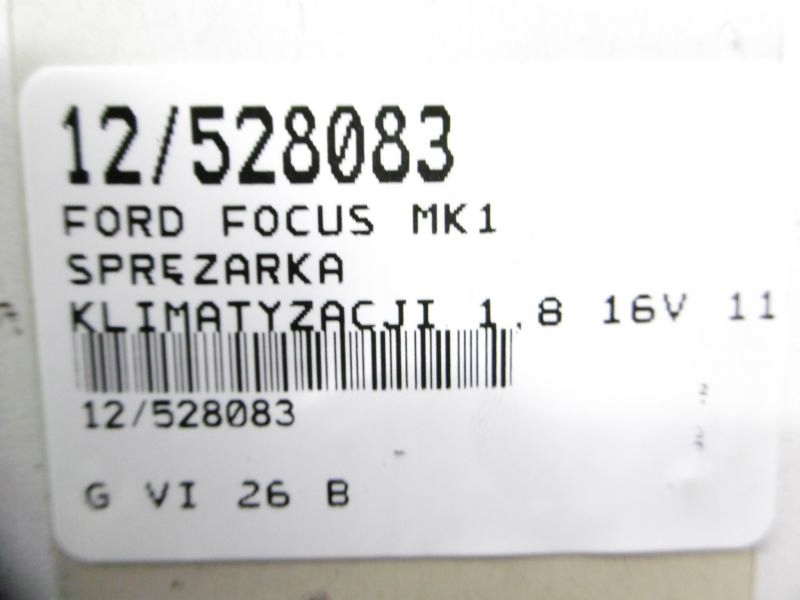 12/528083
FORD FOCUS MK1
SPRĘZARKA
KLIMATYZACJI 1.8 16V 11
12/528083
G VI 26 B